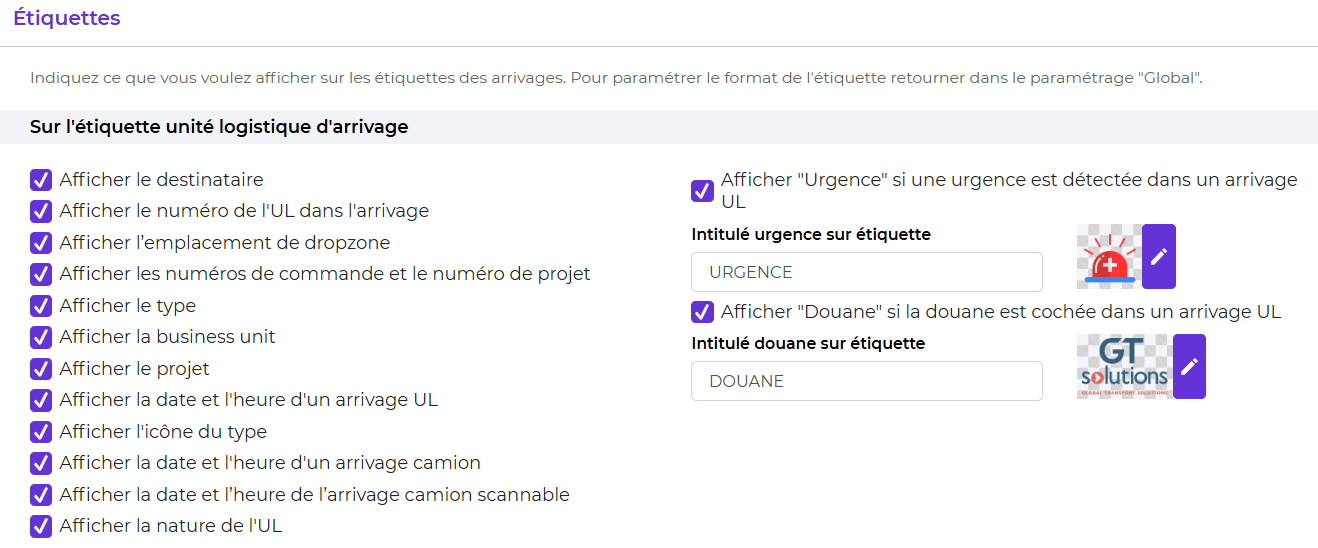 Étiquettes
Indiquez ce que vous voulez afficher sur les étiquettes des arrivages. Pour paramétrer le format de l'étiquette retourner dans le paramétrage "Global".
Sur l'étiquette unité logistique d'arrivage
Afficher le destinataire
Afficher le numéro de l'UL dans l'arrivage
Afficher l’emplacement de dropzone
Afficher les numéros de commande et le numéro de projet
Afficher le type
Afficher la business unit
Afficher le projet
Afficher la date et l'heure d'un arrivage UL
Afficher l'icône du type
Afficher la date et l'heure d'un arrivage camion
Afficher la date et l’heure de l’arrivage camion scannable
Afficher la nature de l'UL
Afficher "Urgence" si une urgence est détectée dans un arrivage
UL
Intitulé urgence sur étiquette
URGENCE
Afficher "Douane" si la douane est cochée dans un arrivage UL
Intitulé douane sur étiquette
DOUANE
GT
solutions
GLOBAL TRANSPORT SOLUTIONS